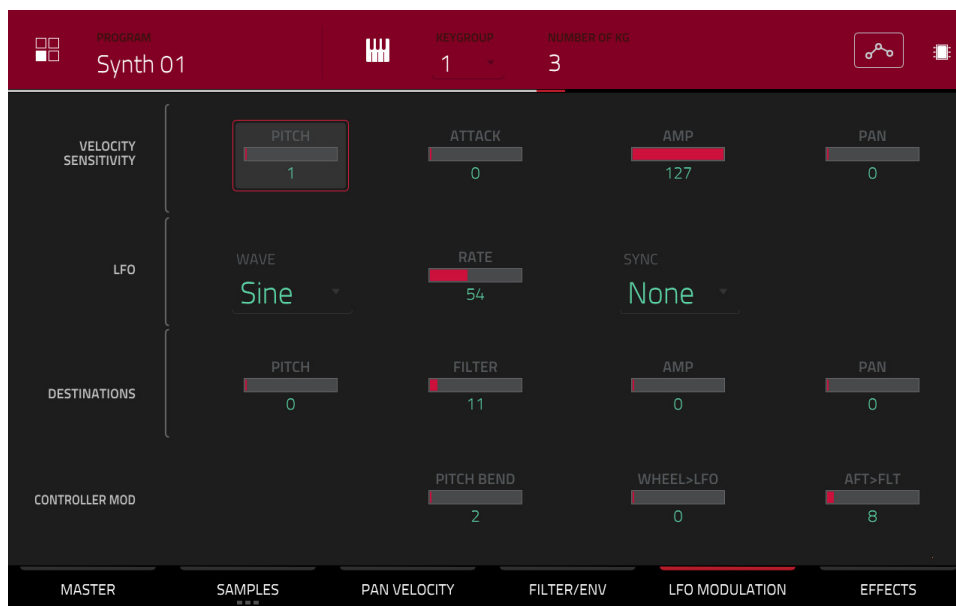 PROGRAM
Synth 01
KEYGROUP
1
NUMBER OF KG
3
VELOCITY
SENSITIVITY
PITCH
1
ATTACK
0
AMP
127
PAN
0
LFO
WAVE
Sine
RATE
54
SYNC
None
DESTINATIONS
PITCH
0
FILTER
11
AMP
0
PAN
0
CONTROLLER MOD
PITCH BEND
2
WHEEL>LFO
0
AFT>FLT
8
MASTER SAMPLES PAN VELOCITY FILTER/ENV LFO MODULATION EFFECTS